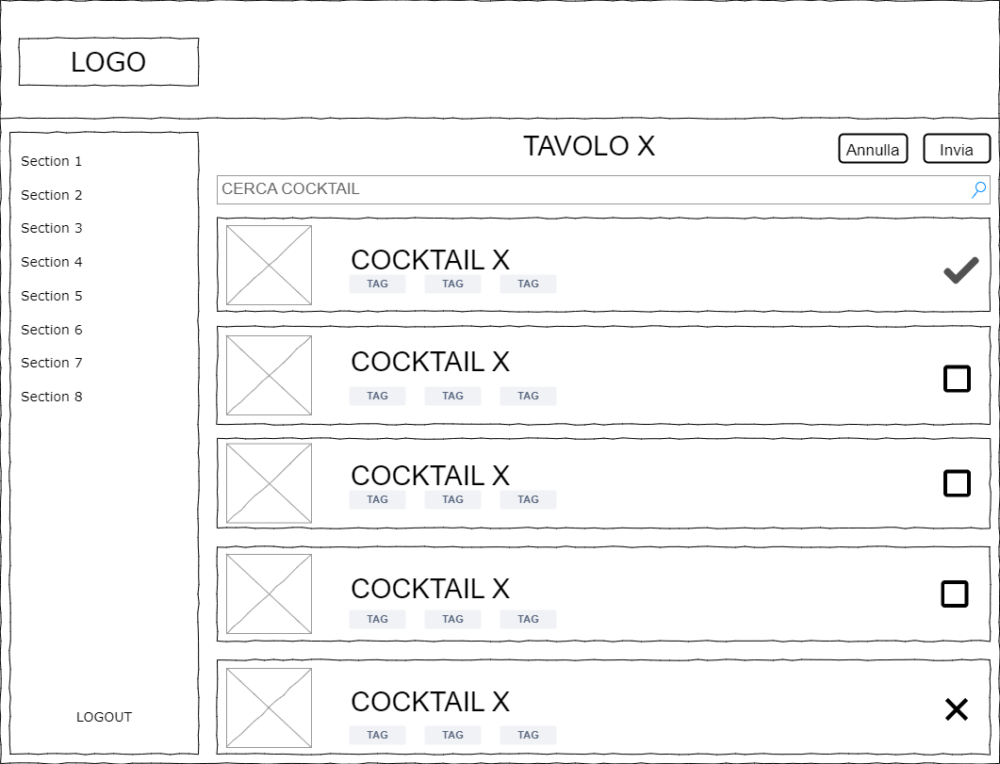 LOGO
Section 1
Section 2
Section 3
Section 4
Section 5
Section 6
Section 7
Section 8
LOGOUT
TAVOLO X
Annulla
Invia
CERCA COCKTAIL
COCKTAIL X
TAG TAG TAG
COCKTAIL X
TAG TAG TAG
COCKTAIL X
TAG TAG TAG
COCKTAIL X
TAG TAG TAG
COCKTAIL X
TAG TAG TAG